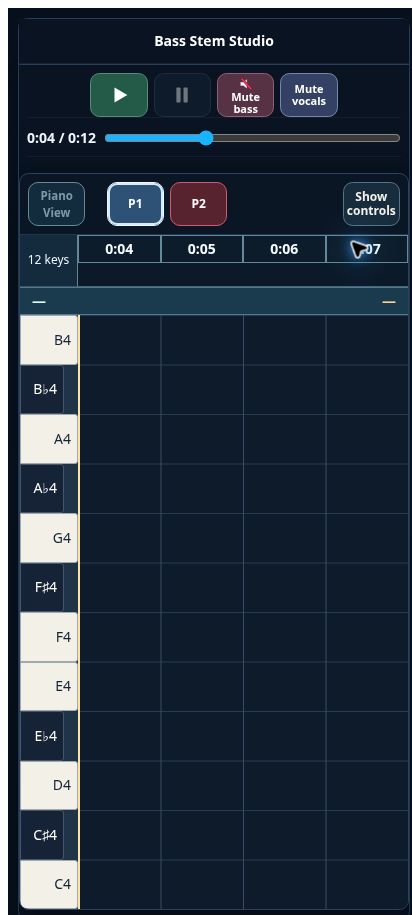 Bass Stem Studio
Mute
bass
Mute
vocals
0:04 / 0:12
Piano
View
P1
P2
Show
controls
12 keys
0:04
0:05
0:06
07
B4
B♭4
A4
A♭4
G4
F♯4
F4
E4
E♭4
D4
C♯4
C4